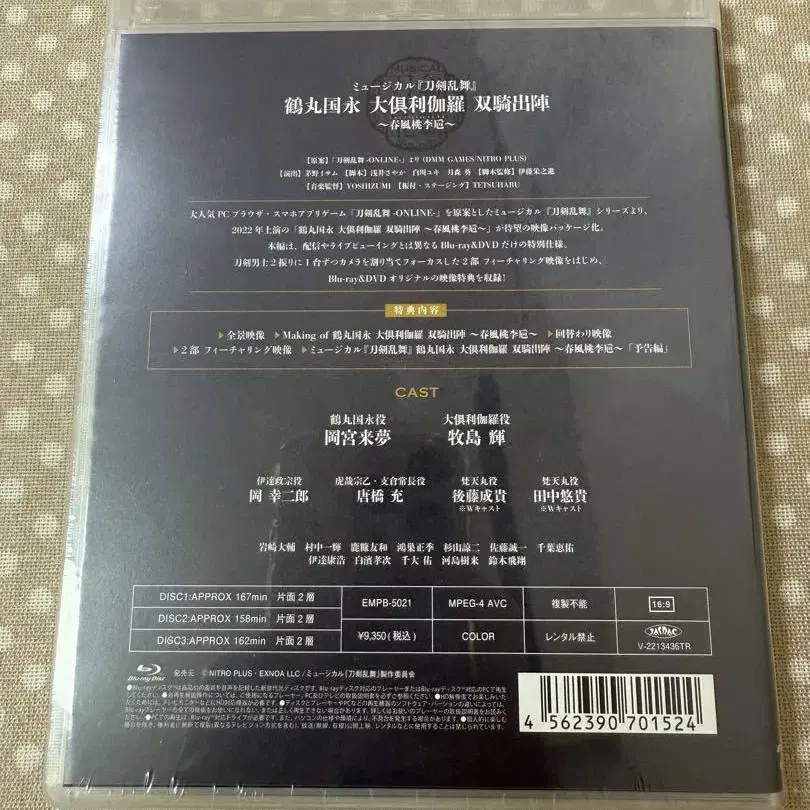 MUSICAL
ミュージカル『刀剣乱舞』
鶴丸国永 大俱利伽羅 双騎出陣
〜春風桃李巵〜
【原案】「刀剣乱舞-ONLINE-」より(DMM GAMES/NITRO PLUS)
【演出】茅野イサム 【脚本】浅井さやか 白川ユキ 月森 葵 【脚本監修】伊藤栄之進
【音楽監督】YOSHIZUMI 【振付・ステージング】TETSUHARU
大人気PCブラウザ・スマホアプリゲーム「刀剣乱舞-ONLINE-」を原案としたミュージカル『刀剣乱舞』シリーズより、
2022年上演の「鶴丸国永 大俱利伽羅 双騎出陣 〜春風桃李巵〜」が待望の映像パッケージ化。
本編は、配信やライブビューイングとは異なるBlu-ray&DVDだけの特別仕様。
刀剣男士2振りに1台ずつカメラを割り当てフォーカスした2部 フィーチャリング映像をはじめ、
Blu-ray&DVDオリジナルの映像特典を収録!
特典内容
▶全景映像 ▶Making of 鶴丸国永 大俱利伽羅 双騎出陣 〜春風桃李巵〜 ▶回替わり映像
▶2部 フィーチャリング映像 ▶ミュージカル『刀剣乱舞』鶴丸国永 大俱利伽羅 双騎出陣 〜春風桃李巵〜「予告編」
CAST
鶴丸国永役 大俱利伽羅役
岡宮来夢 牧島 輝
伊達政宗役 虎哉宗乙・支倉常長役 梵天丸役 梵天丸役
岡 幸二郎 唐橋 充 後藤成貴 田中悠貴
※Wキャスト ※Wキャスト
岩崎大輔 村中一輝 鹿糠友和 鴻巣正季 杉山諒二 佐藤誠一 千葉恵佑
伊達康浩 白濱孝次 千大佑 河島樹来 鈴木飛翔
DISC1:APPROX 167min 片面2層 EMPB-5021 MPEG-4 AVC 複製不能 16:9
DISC2:APPROX 158min 片面2層
DISC3:APPROX 162min 片面2層 ¥9,350(税込) COLOR レンタル禁止 JASRAC
V-2213436TR
Blu-ray Disc 発売元 ©NITRO PLUS・EXNOA LLC/ミュージカル『刀剣乱舞』製作委員会
4 562390 701524